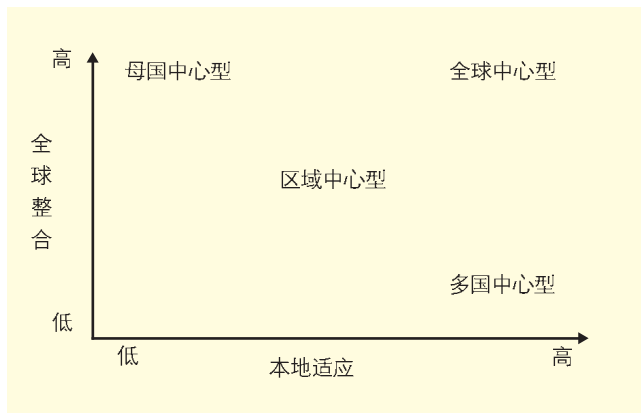 高
母国中心型
全球中心型
全球整合
区域中心型
多国中心型
低
低
本地适应
高